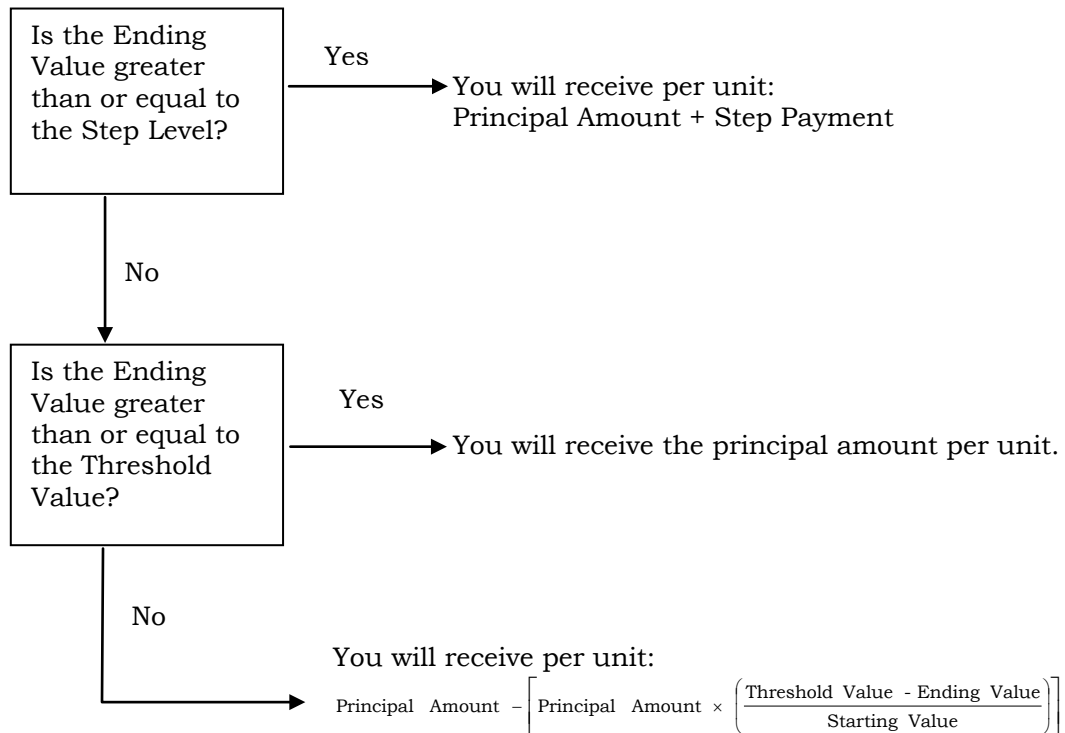 Is the Ending
Value greater
than or equal to
the Step Level?
Yes
You will receive per unit:
Principal Amount + Step Payment
No
Is the Ending
Value greater
than or equal to
the Threshold
Value?
Yes
You will receive the principal amount per unit.
No
You will receive per unit:
Principal Amount − [Principal Amount × (Threshold Value - Ending Value / Starting Value)]